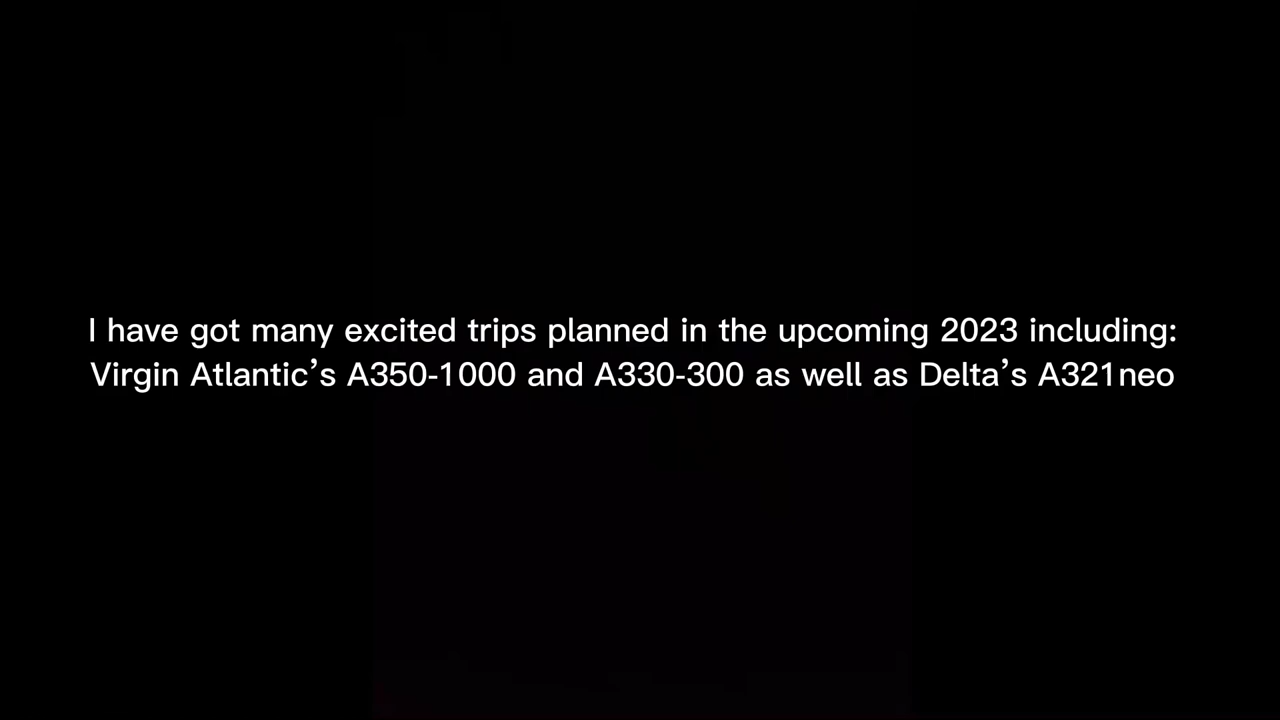 I have got many excited trips planned in the upcoming 2023 including:
Virgin Atlantic’s A350-1000 and A330-300 as well as Delta’s A321neo